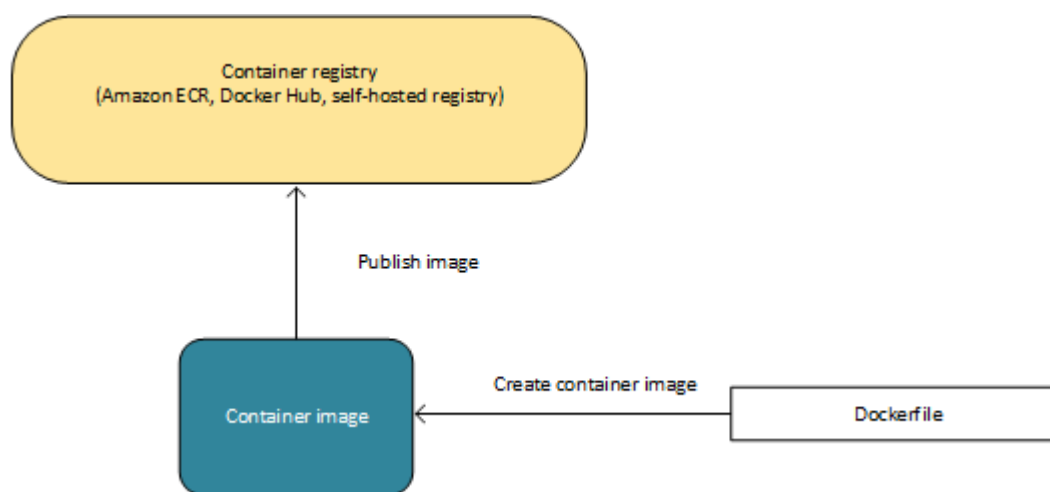 Container registry
(Amazon ECR, Docker Hub, self-hosted registry)
Publish image
Create container image
Container image
Dockerfile